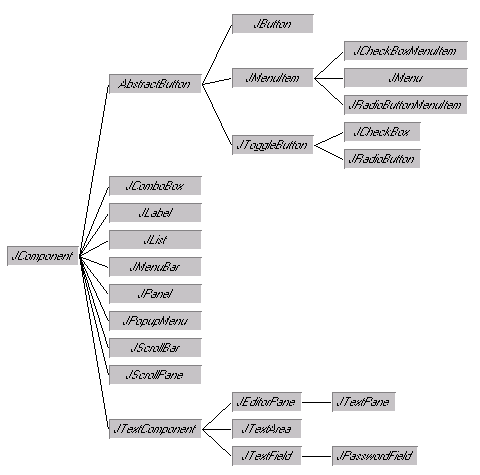 JButton
JCheckBoxMenuItem
AbstractButton
JMenuItem
JMenu
JRadioButtonMenuItem
JCheckBox
JToggleButton
JRadioButton
JComboBox
JLabel
JList
JComponent
JMenuBar
JPanel
JPopupMenu
JScrollBar
JScrollPane
JEditorPane
JTextPane
JTextComponent
JTextArea
JTextField
JPasswordField